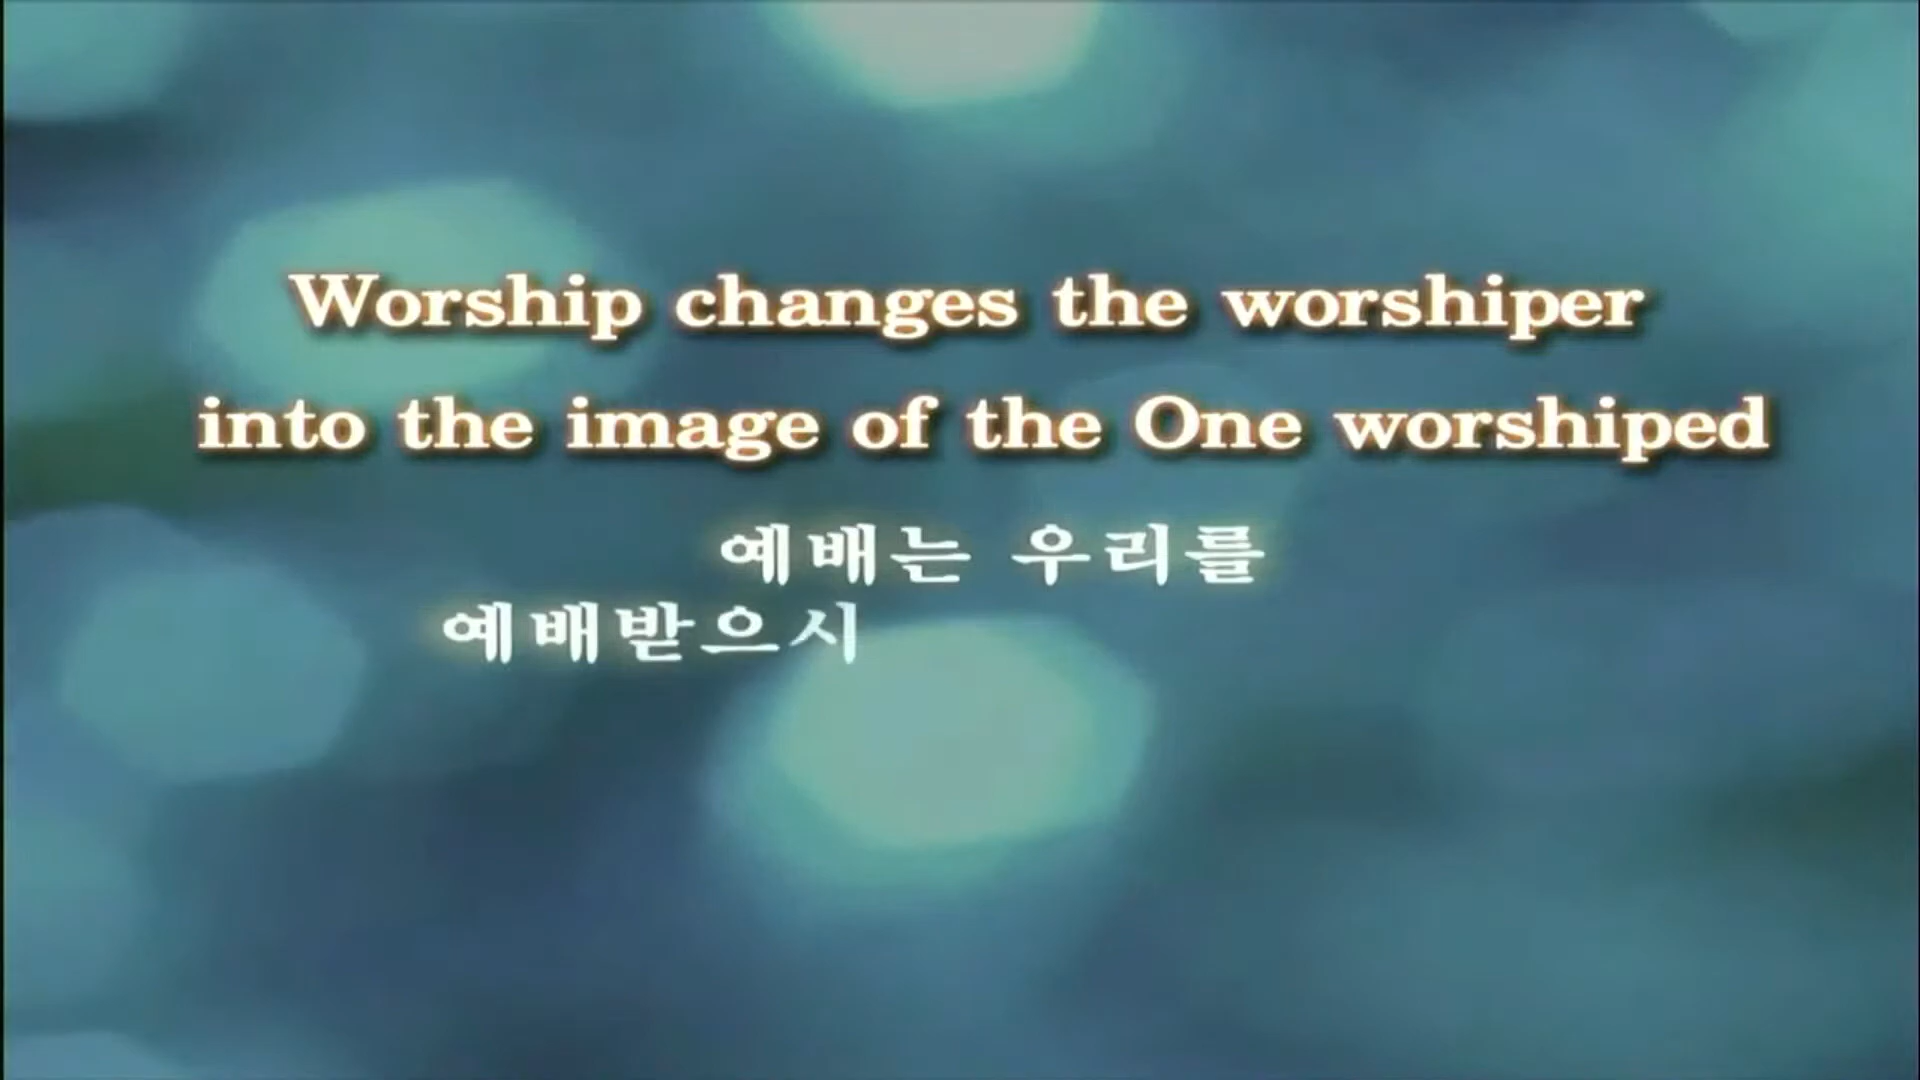 Worship changes the worshiper
into the image of the One worshiped
예배는 우리를
예배받으시